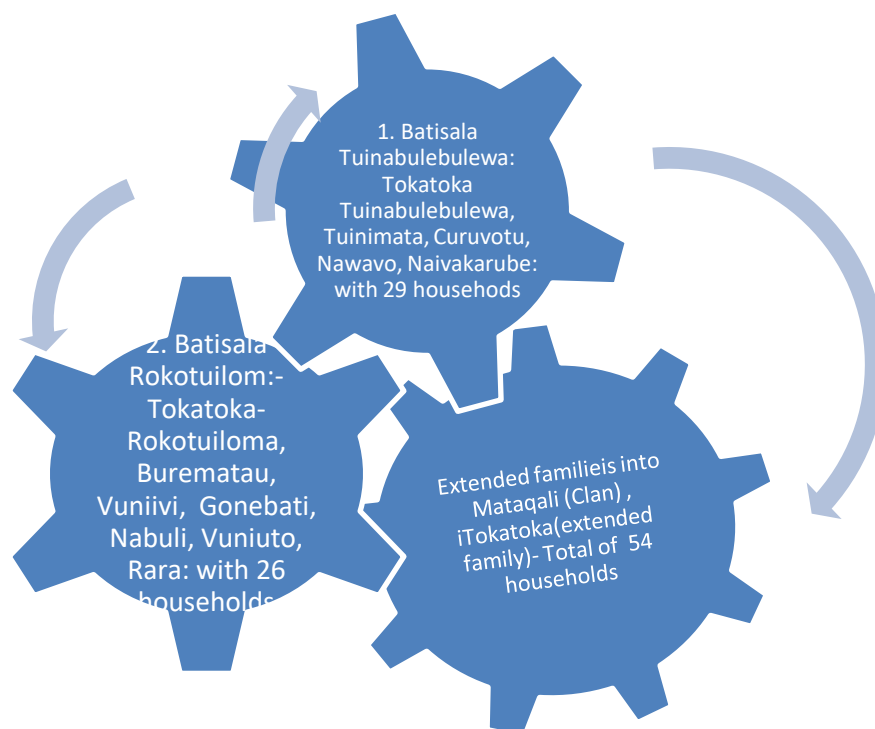 1. Batisala
Tuinabulebulewa:
Tokatoka
Tuinabulebulewa,
Tuinimata, Curuvotu,
Nawavo, Naivakarube:
with 29 househods
2. Batisala
Rokotuilom:-
Tokatoka-
Rokotuiloma,
Burematau,
Vuniivi, Gonebati,
Nabuli, Vuniuto,
Rara: with 26
households
Extended familieis into
Mataqali (Clan) ,
iTokatoka(extended
family)- Total of 54
households